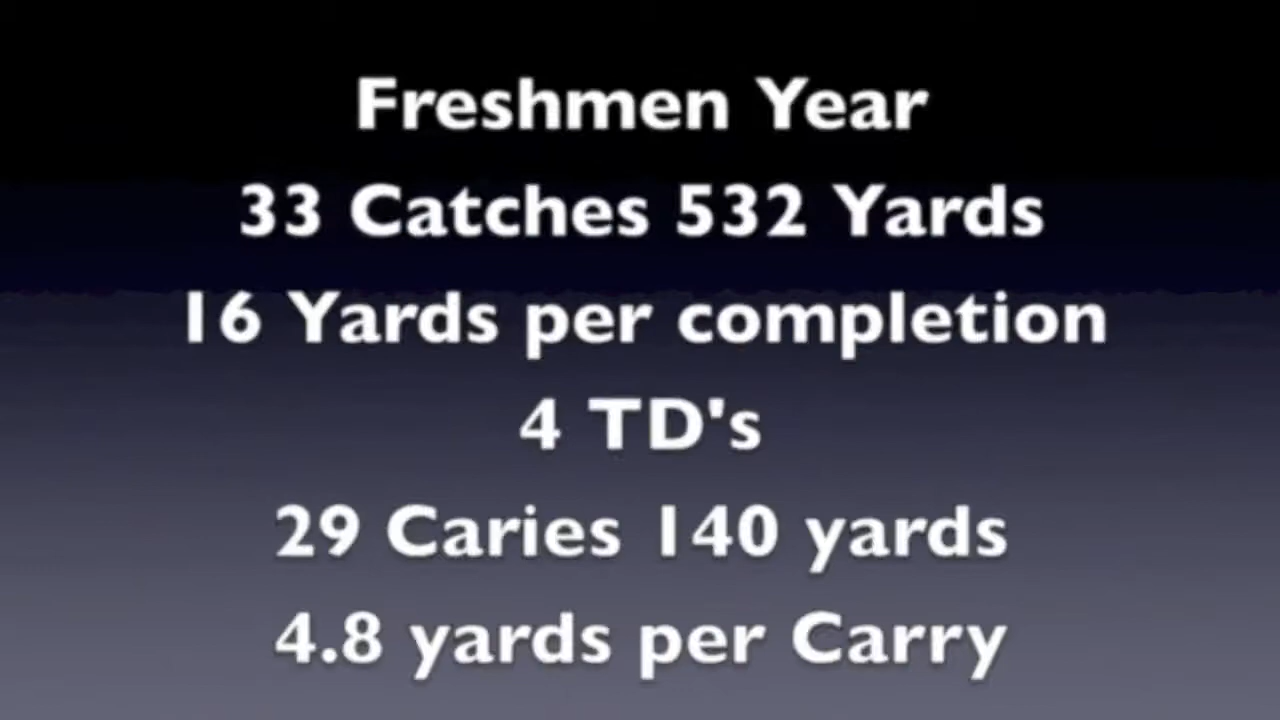 Freshmen Year
33 Catches 532 Yards
16 Yards per completion
4 TD's
29 Caries 140 yards
4.8 yards per Carry